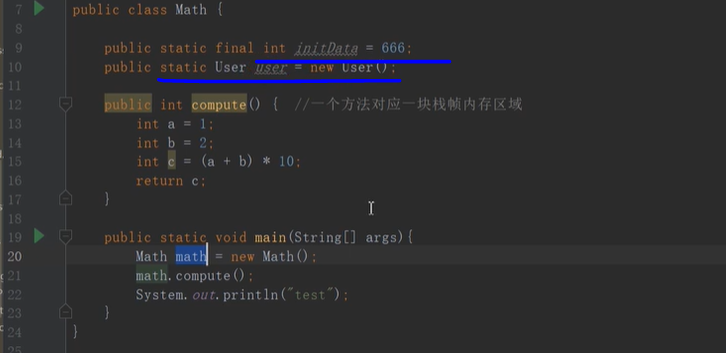 7 public class Math {
8
9 public static final int initData = 666;
10 public static User user = new User();
11
12 public int compute() { //一个方法对应一块栈帧内存区域
13 int a = 1;
14 int b = 2;
15 int c = (a + b) * 10;
16 return c;
17 }
18
19 public static void main(String[] args){
20 Math math = new Math();
21 math.compute();
22 System.out.println("test");
23 }
24 }
25